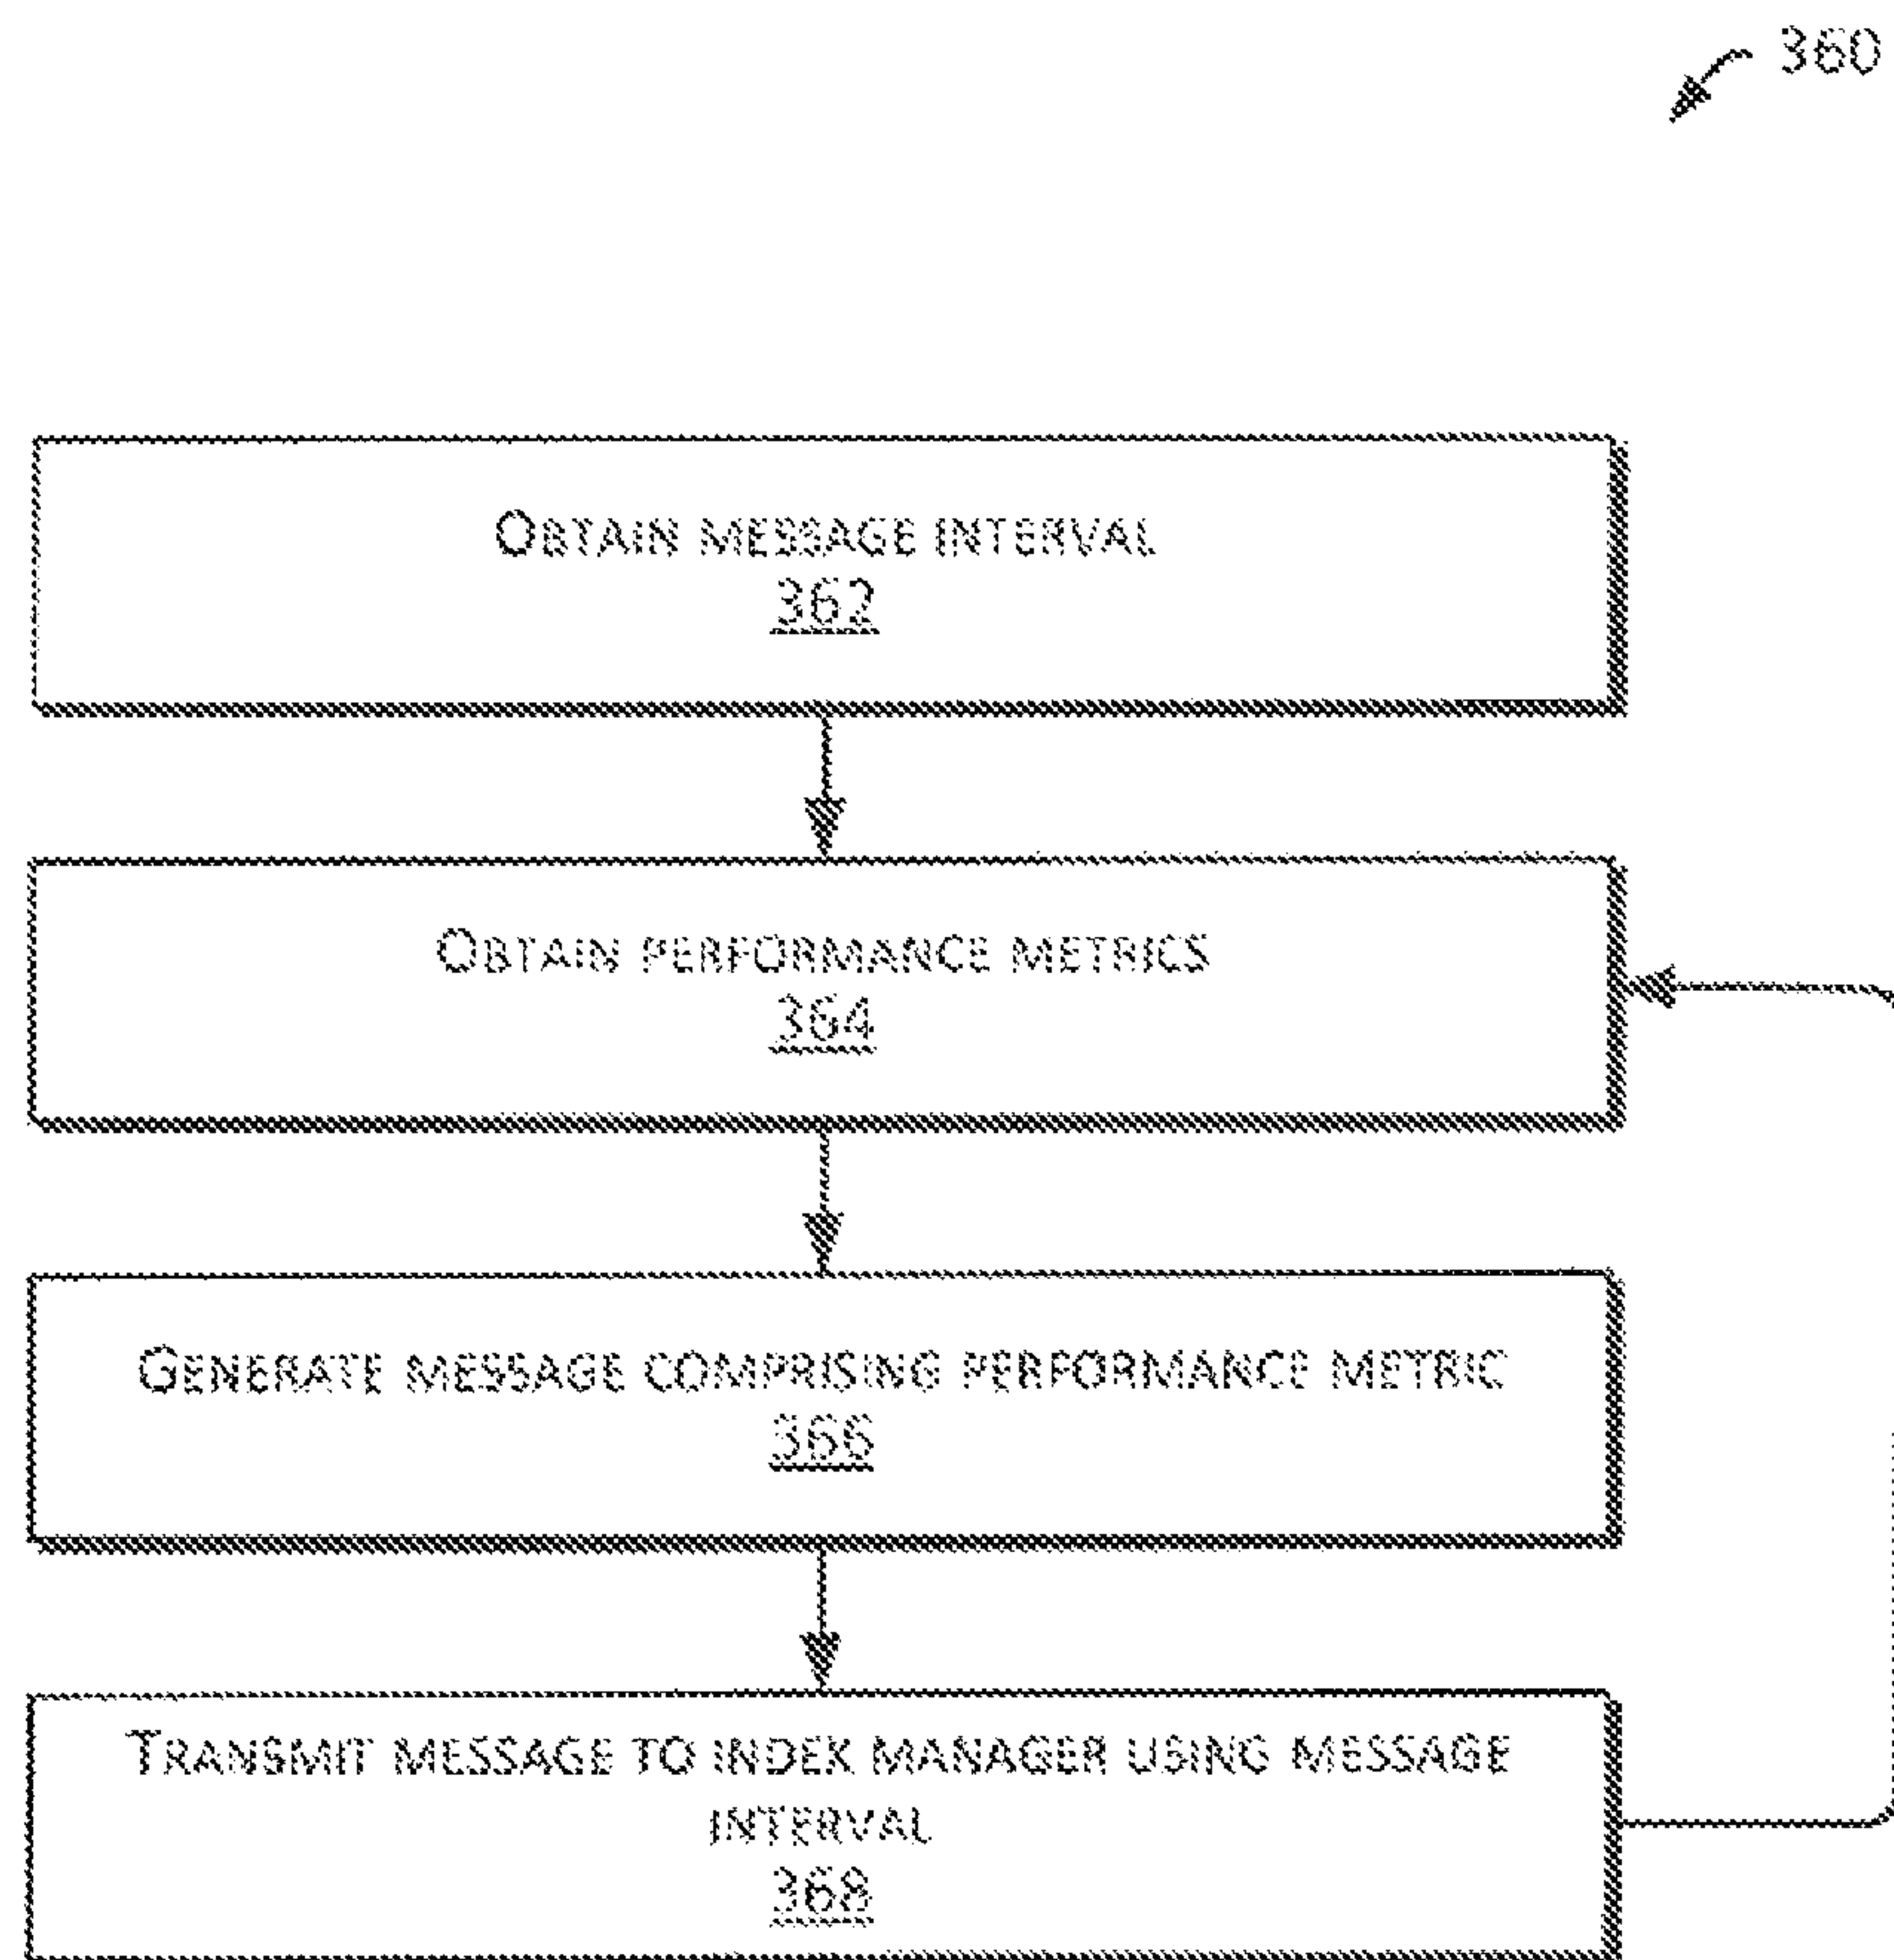 360
OBTAIN MESSAGE INTERVAL
362
OBTAIN PERFORMANCE METRICS
364
GENERATE MESSAGE COMPRISING PERFORMANCE METRIC
366
TRANSMIT MESSAGE TO INDEX MANAGER USING MESSAGE
INTERVAL
368